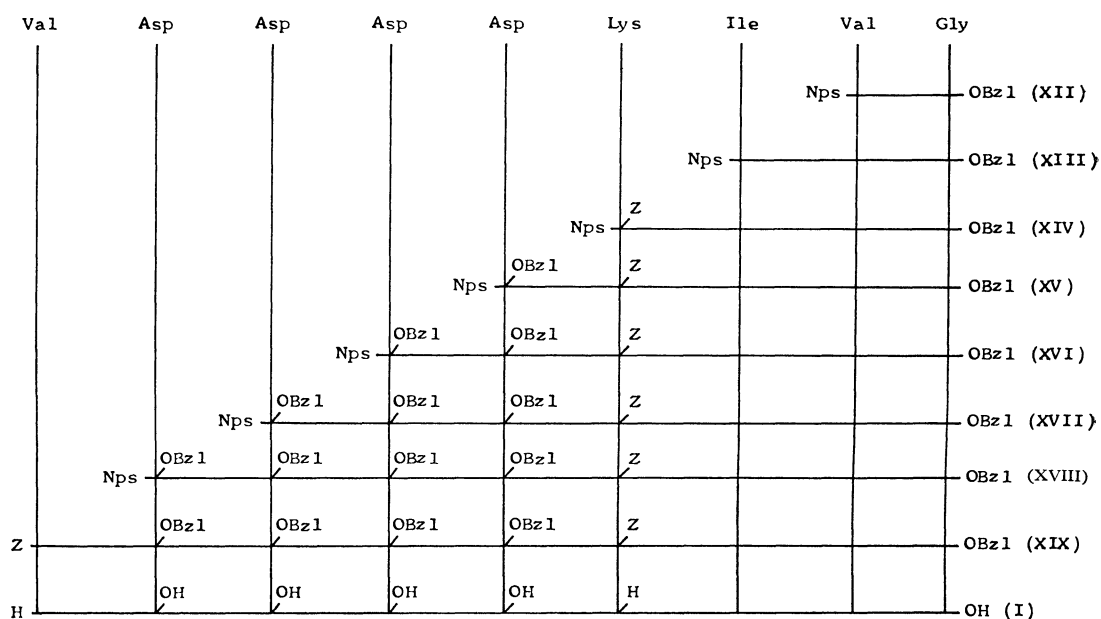 Val Asp Asp Asp Asp Lys Ile Val Gly
Nps OBzl (XII)
Nps OBzl (XIII)
Z
Nps OBzl (XIV)
OBzl Z
Nps OBzl (XV)
OBzl OBzl Z
Nps OBzl (XVI)
OBzl OBzl OBzl Z
Nps OBzl (XVII)
OBzl OBzl OBzl OBzl Z
Nps OBzl (XVIII)
OBzl OBzl OBzl OBzl Z
Z OBzl (XIX)
OH OH OH OH H
H OH (I)